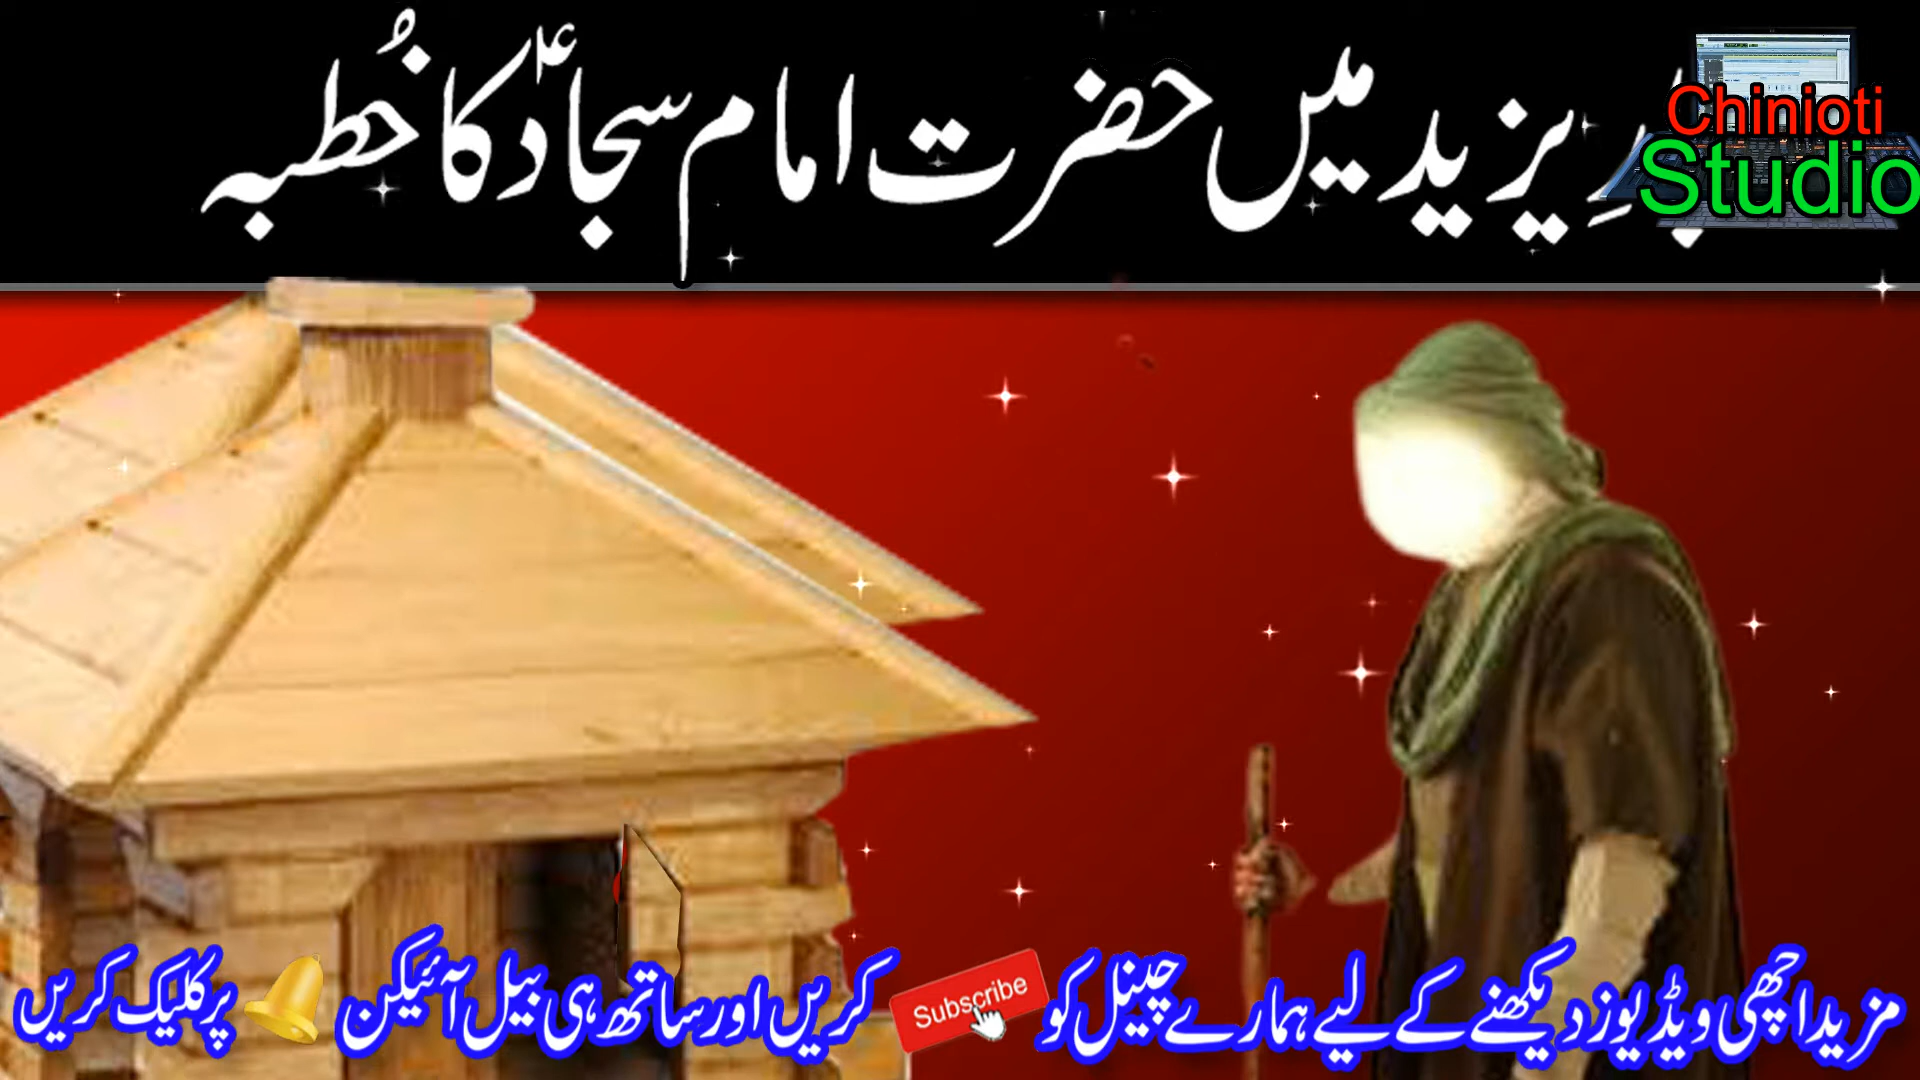 یزید میں حضرت امام سجادؑ کا خُطبہ
Chinioti
Studio
مزید اچھی ویڈیوز دیکھنے کے لیے ہمارے چینل کو Subscribe کریں اور ساتھ ہی بیل آئیکن پر کلیک کریں